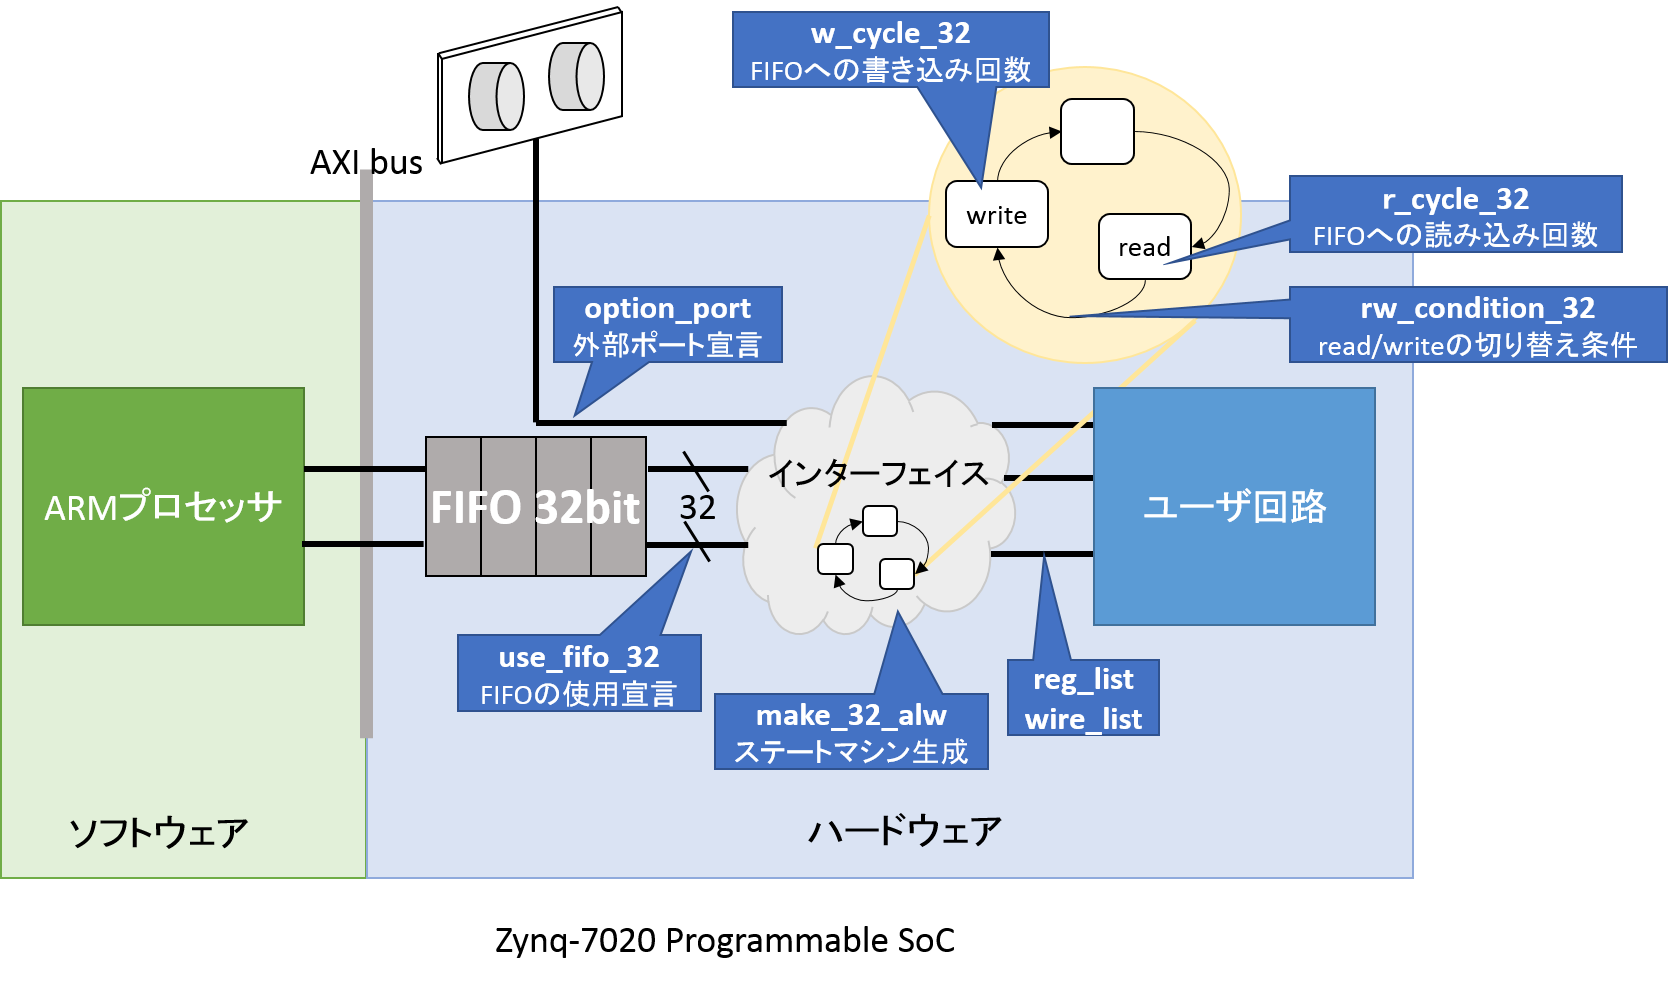 w_cycle_32
FIFOへの書き込み回数
AXI bus
write
read
r_cycle_32
FIFOへの読み込み回数
option_port
外部ポート宣言
rw_condition_32
read/writeの切り替え条件
ARMプロセッサ
FIFO 32bit
32
インターフェイス
ユーザ回路
use_fifo_32
FIFOの使用宣言
make_32_alw
ステートマシン生成
reg_list
wire_list
ソフトウェア
ハードウェア
Zynq-7020 Programmable SoC